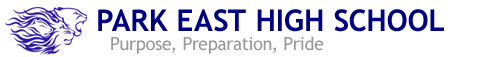 PARK EAST HIGH SCHOOL
Purpose, Preparation, Pride